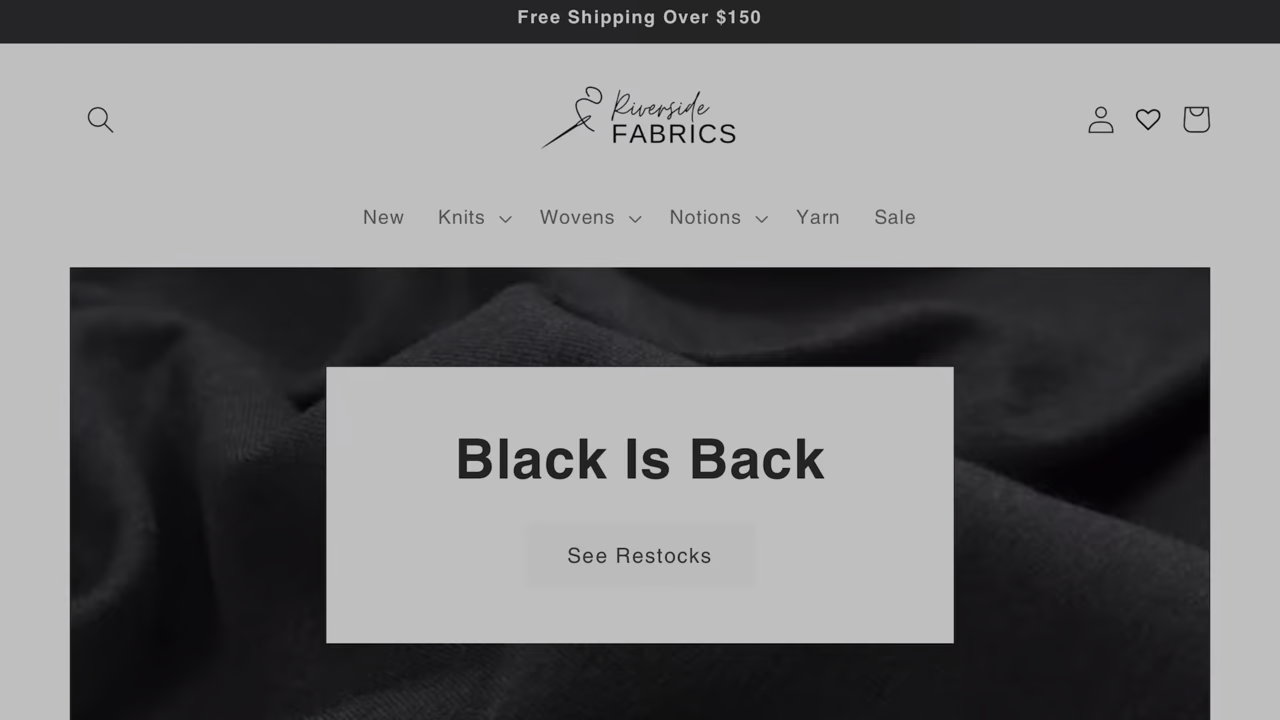 Free Shipping Over $150
Riverside
FABRICS
New Knits Wovens Notions Yarn Sale
Black Is Back
See Restocks